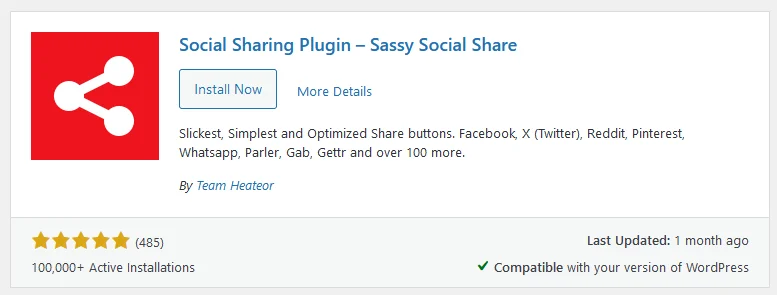 Social Sharing Plugin – Sassy Social Share
Install Now
More Details
Slickest, Simplest and Optimized Share buttons. Facebook, X (Twitter), Reddit, Pinterest,
Whatsapp, Parler, Gab, Gettr and over 100 more.
By Team Heateor
(485)
Last Updated: 1 month ago
100,000+ Active Installations
Compatible with your version of WordPress